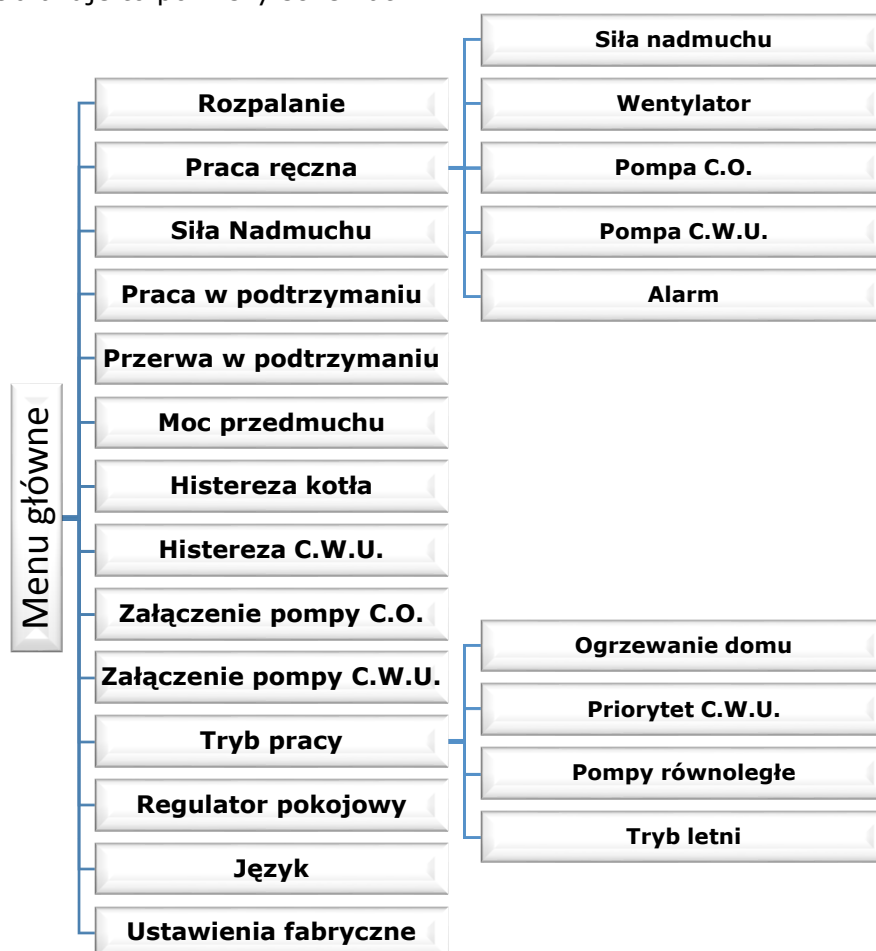 Menu główne
Rozpalanie
Praca ręczna
Siła nadmuchu
Wentylator
Pompa C.O.
Pompa C.W.U.
Alarm
Siła Nadmuchu
Praca w podtrzymaniu
Przerwa w podtrzymaniu
Moc przedmuchu
Histereza kotła
Histereza C.W.U.
Załączenie pompy C.O.
Załączenie pompy C.W.U.
Tryb pracy
Ogrzewanie domu
Priorytet C.W.U.
Pompy równoległe
Tryb letni
Regulator pokojowy
Język
Ustawienia fabryczne